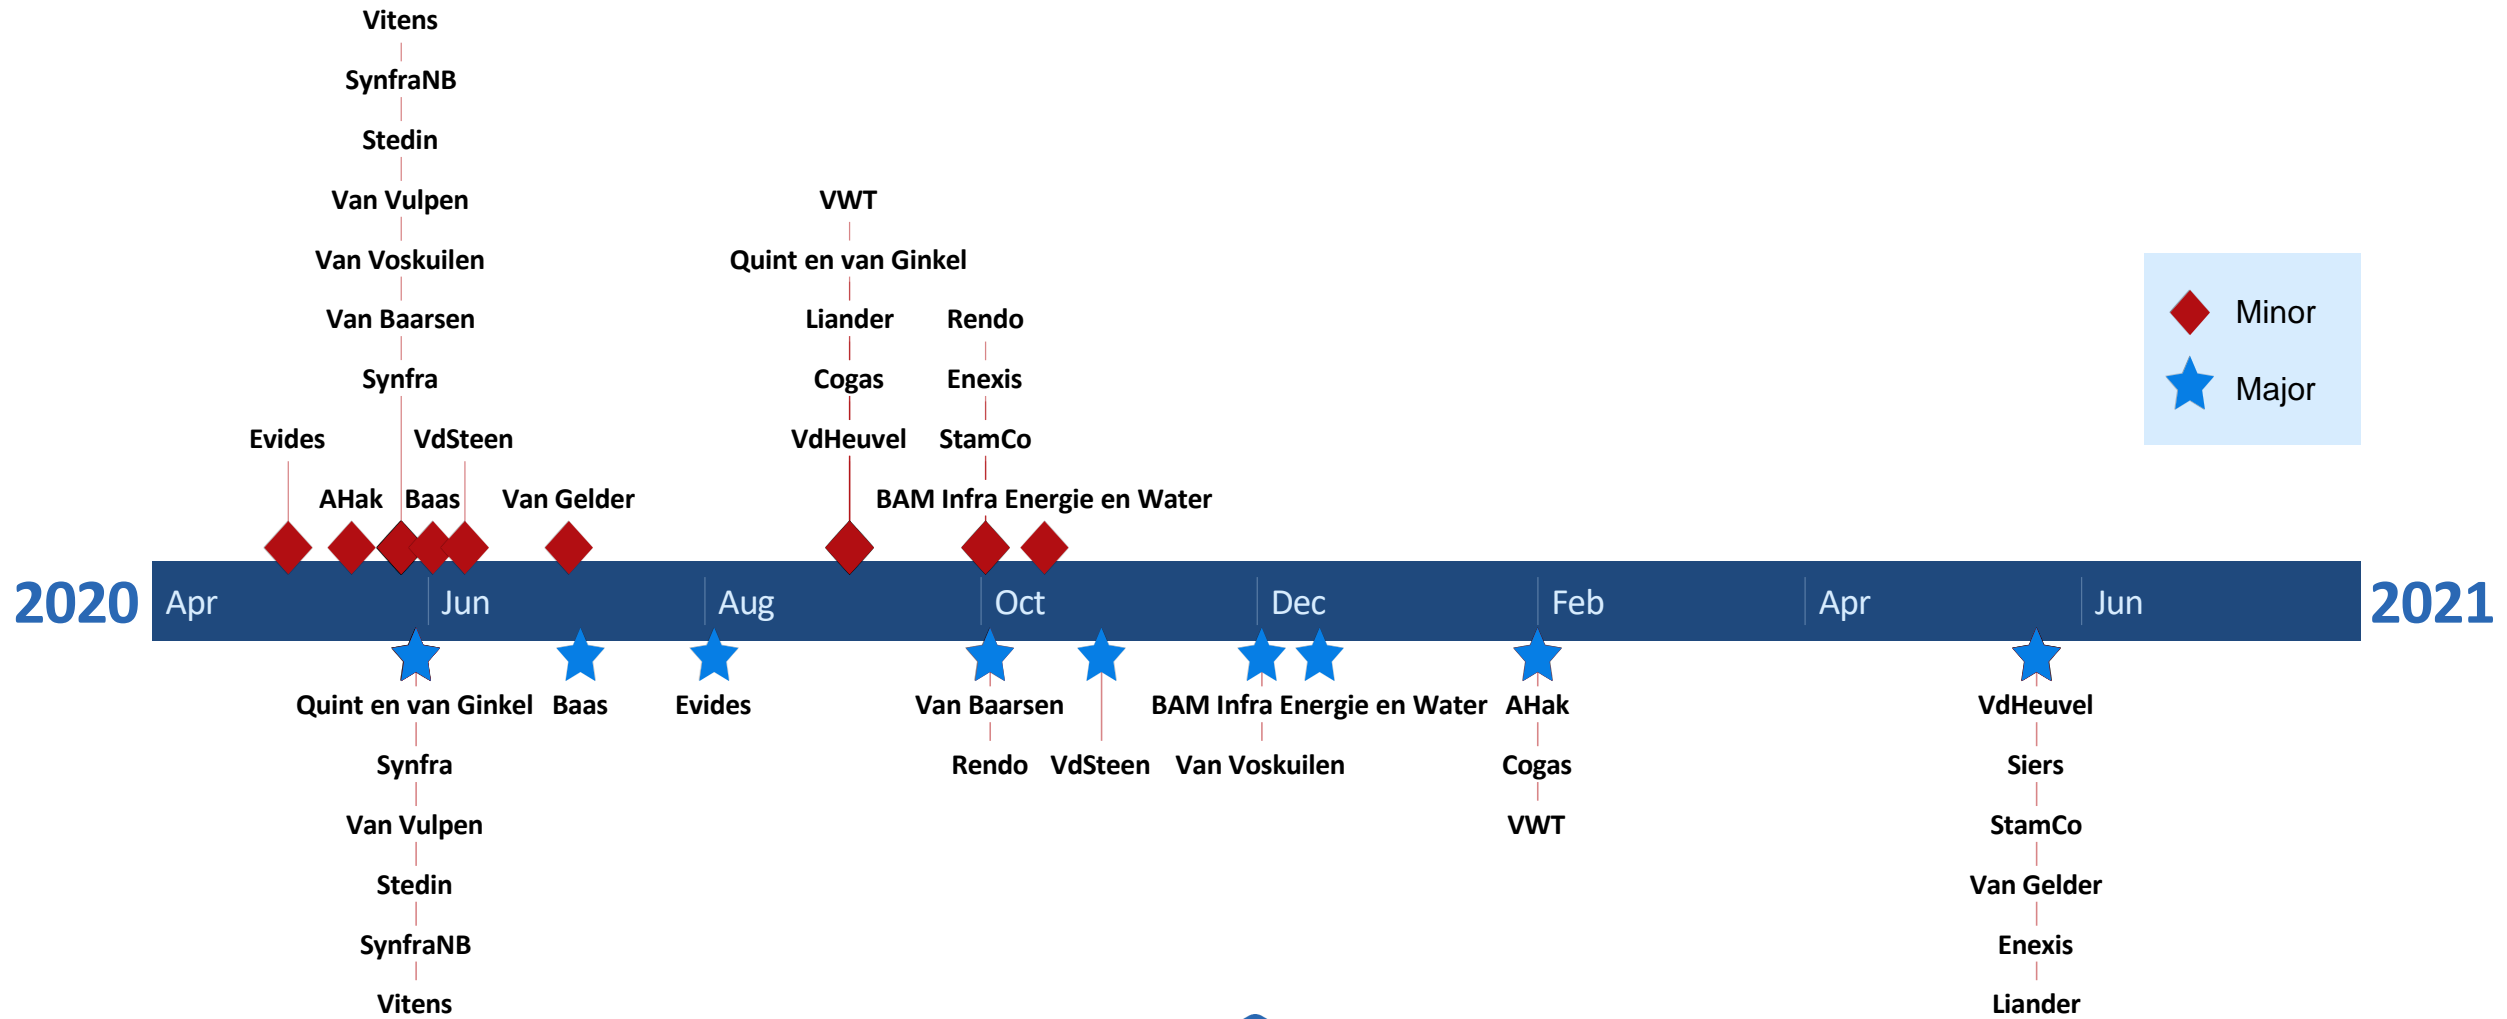 Vitens
SynfraNB
Stedin
Van Vulpen
VWT
Van Voskuilen
Quint en van Ginkel
Minor
Van Baarsen
Liander
Rendo
Synfra
Cogas
Enexis
Major
Evides
VdSteen
VdHeuvel
StamCo
AHak
Baas
Van Gelder
BAM Infra Energie en Water
2020
Apr
Jun
Aug
Oct
Dec
Feb
Apr
Jun
2021
Quint en van Ginkel
Baas
Evides
Van Baarsen
BAM Infra Energie en Water
AHak
VdHeuvel
Synfra
Rendo
VdSteen
Van Voskuilen
Cogas
Siers
Van Vulpen
VWT
StamCo
Stedin
Van Gelder
SynfraNB
Enexis
Vitens
Liander